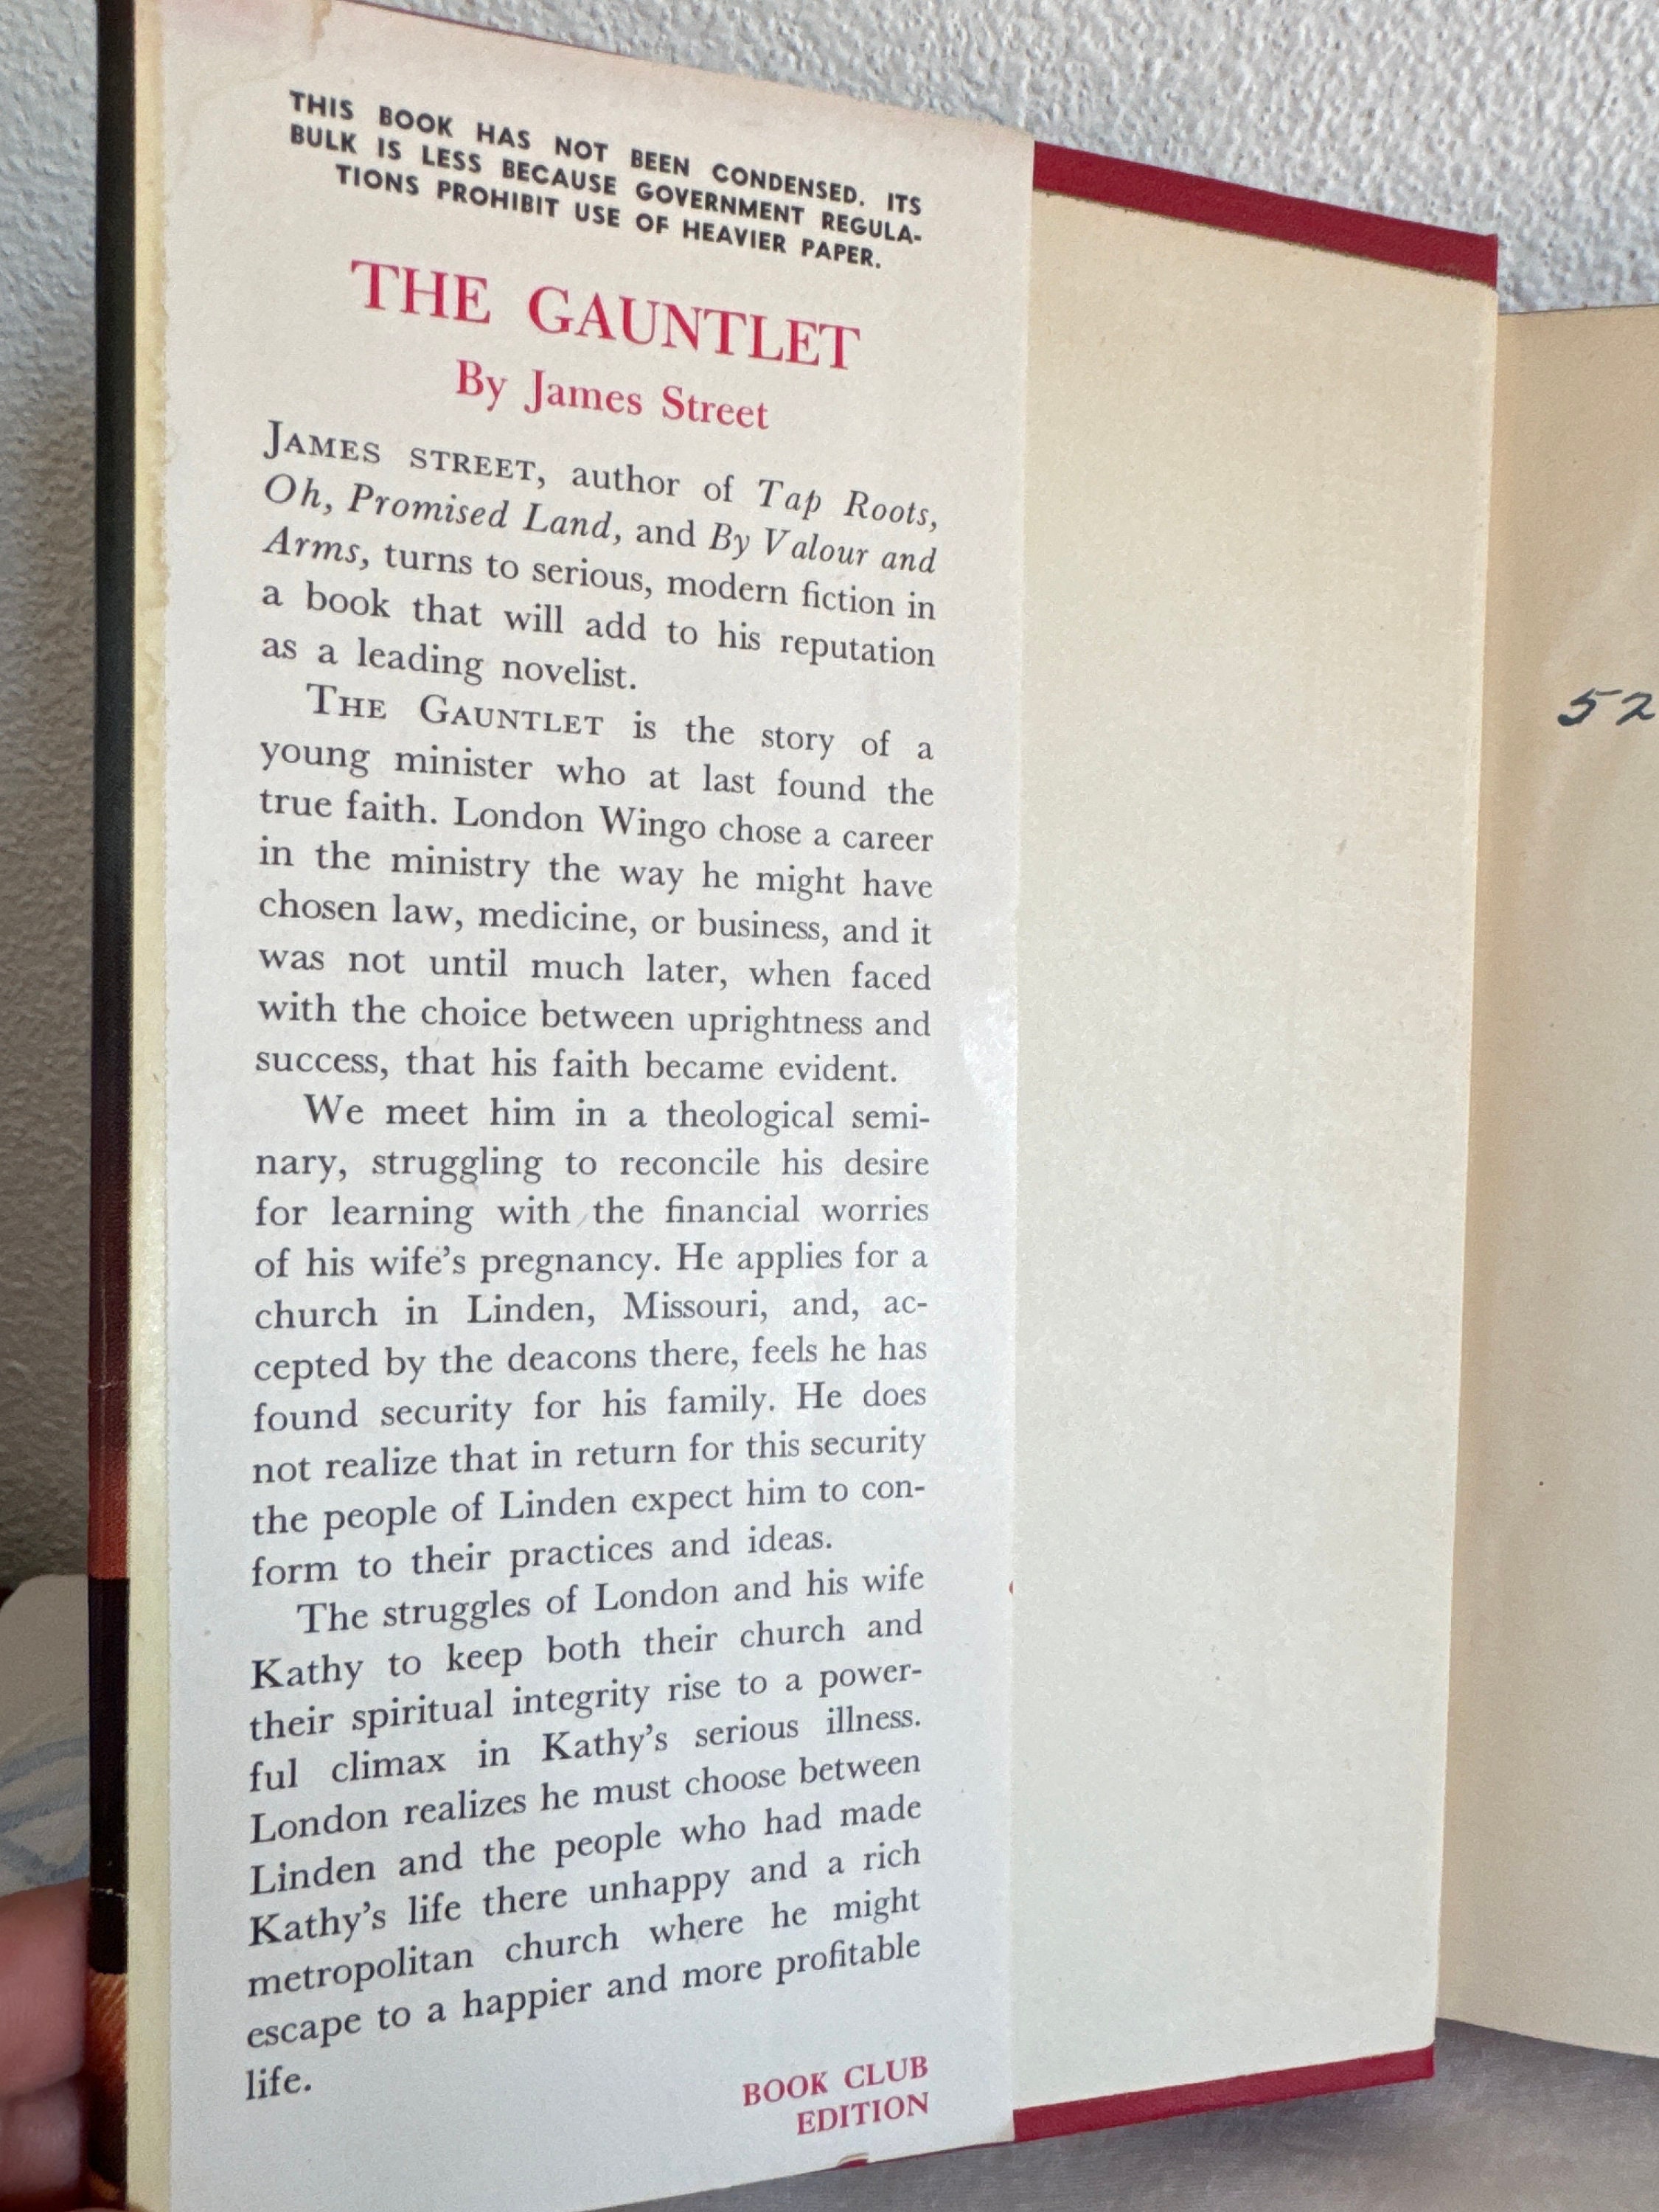 THIS BOOK HAS NOT BEEN CONDENSED. ITS
BULK IS LESS BECAUSE GOVERNMENT REGULA-
TIONS PROHIBIT USE OF HEAVIER PAPER.
THE GAUNTLET
By James Street
JAMES STREET, author of Tap Roots,
Oh, Promised Land, and By Valour and
Arms, turns to serious, modern fiction in
a book that will add to his reputation
as a leading novelist.
THE GAUNTLET is the story of a
young minister who at last found the
true faith. London Wingo chose a career
in the ministry the way he might have
chosen law, medicine, or business, and it
was not until much later, when faced
with the choice between uprightness and
success, that his faith became evident.
We meet him in a theological semi-
nary, struggling to reconcile his desire
for learning with the financial worries
of his wife's pregnancy. He applies for a
church in Linden, Missouri, and, ac-
cepted by the deacons there, feels he has
found security for his family. He does
not realize that in return for this security
the people of Linden expect him to con-
form to their practices and ideas.
The struggles of London and his wife
Kathy to keep both their church and
their spiritual integrity rise to a power-
ful climax in Kathy's serious illness.
London realizes he must choose between
Linden and the people who had made
Kathy's life there unhappy and a rich
metropolitan church where he might
escape to a happier and more profitable
life.
BOOK CLUB
EDITION
52